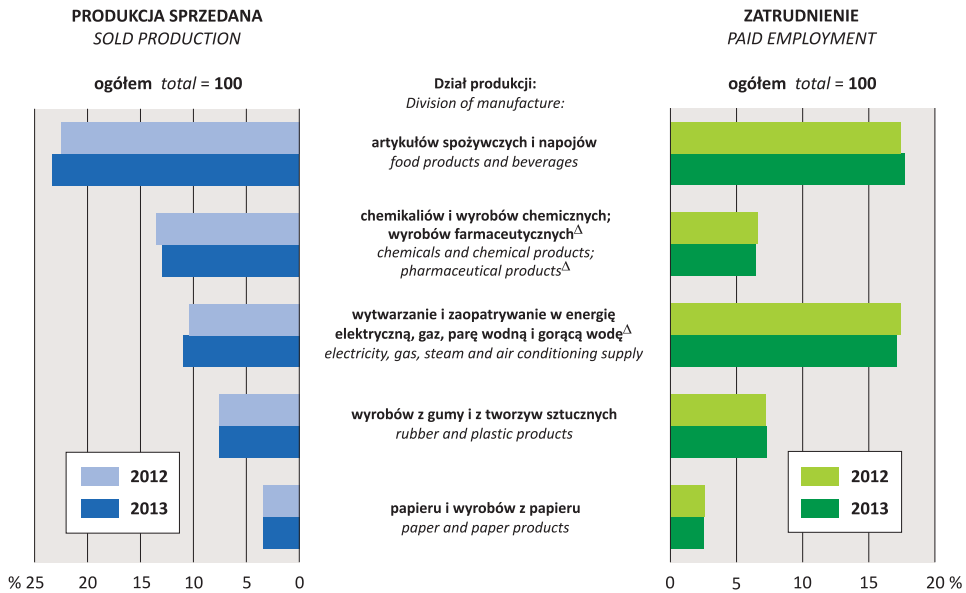 PRODUKCJA SPRZEDANA
SOLD PRODUCTION
ZATRUDNIENIE
PAID EMPLOYMENT
ogółem total = 100
Dział produkcji:
Division of manufacture:
ogółem total = 100
artykułów spożywczych i napojów
food products and beverages
chemikaliów i wyrobów chemicznych;
wyrobów farmaceutycznychΔ
chemicals and chemical products;
pharmaceutical productsΔ
wytwarzanie i zaopatrywanie w energię
elektryczną, gaz, parę wodną i gorącą wodęΔ
electricity, gas, steam and air conditioning supply
wyrobów z gumy i z tworzyw sztucznych
rubber and plastic products
papieru i wyrobów z papieru
paper and paper products
2012
2013
2012
2013
% 25 20 15 10 5 0
0 5 10 15 20 %